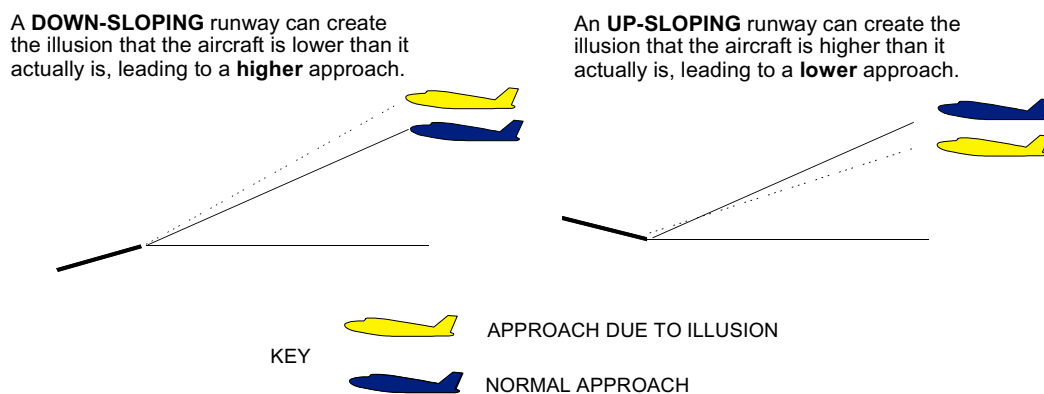 A DOWN-SLOPING runway can create
the illusion that the aircraft is lower than it
actually is, leading to a higher approach.
An UP-SLOPING runway can create the
illusion that the aircraft is higher than it
actually is, leading to a lower approach.
KEY
APPROACH DUE TO ILLUSION
NORMAL APPROACH